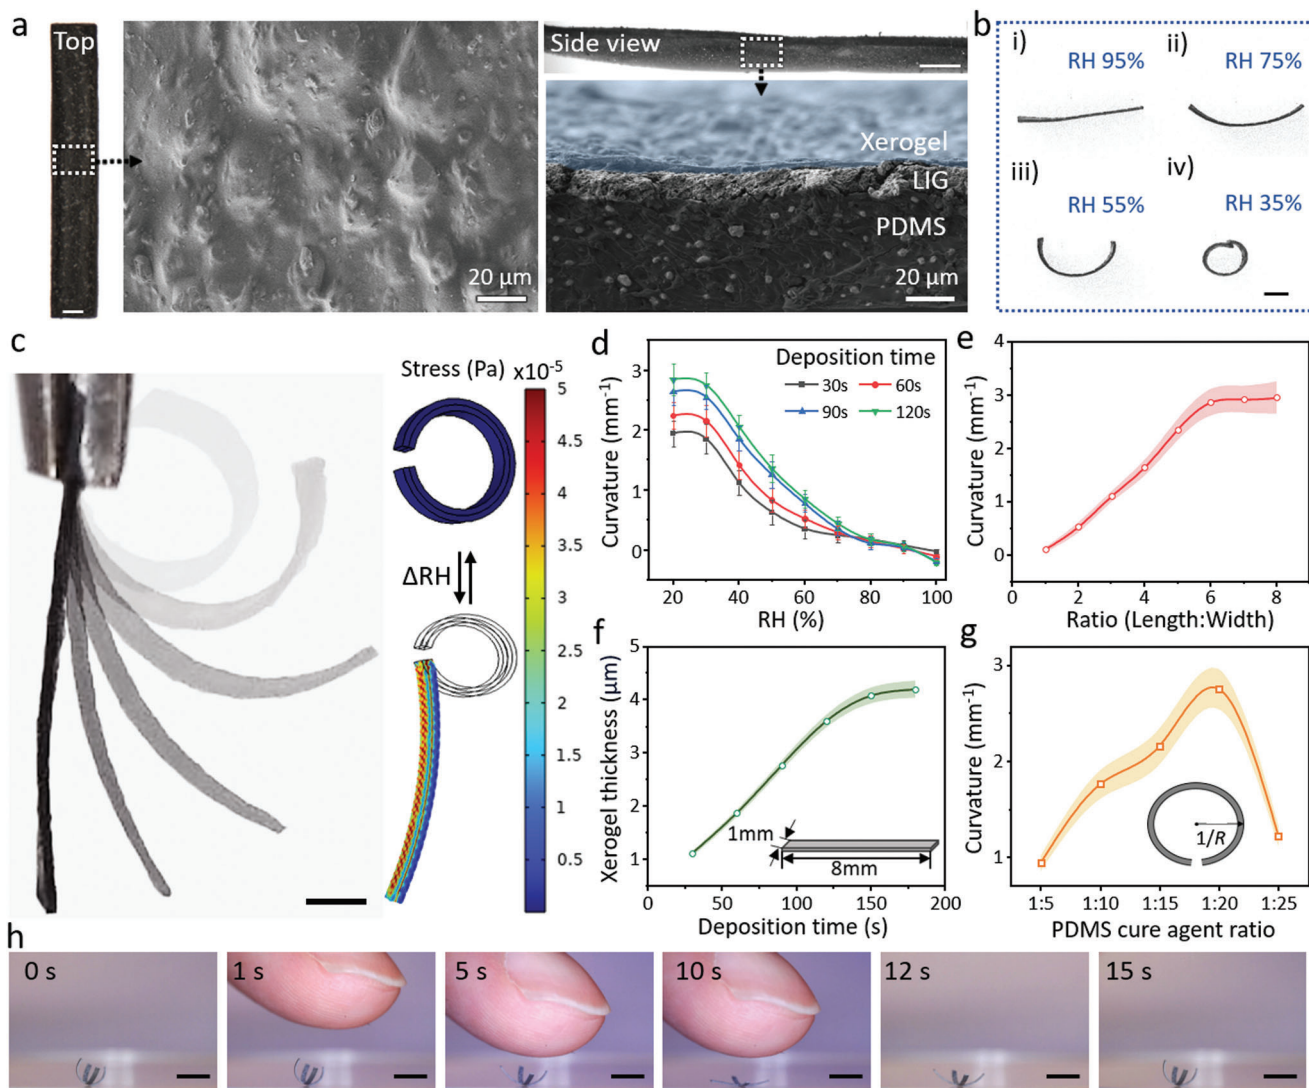 a
Top
20 μm
Side view
Xerogel
LIG
PDMS
20 μm
b
i)
RH 95%
ii)
RH 75%
iii)
RH 55%
iv)
RH 35%
c
Stress (Pa)
x10⁻⁵
5
4.5
4
3.5
3
2.5
2
1.5
1
0.5
ΔRH
d
Curvature (mm⁻¹)
3
2
1
0
Deposition time
30s
60s
90s
120s
20
40
60
80
100
RH (%)
e
Curvature (mm⁻¹)
4
3
2
1
0
0
2
4
6
8
Ratio (Length:Width)
f
Xerogel thickness (μm)
5
4
3
2
1
1mm
8mm
0
50
100
150
200
Deposition time (s)
g
Curvature (mm⁻¹)
3
2
1
1/R
1:5
1:10
1:15
1:20
1:25
PDMS cure agent ratio
h
0 s
1 s
5 s
10 s
12 s
15 s